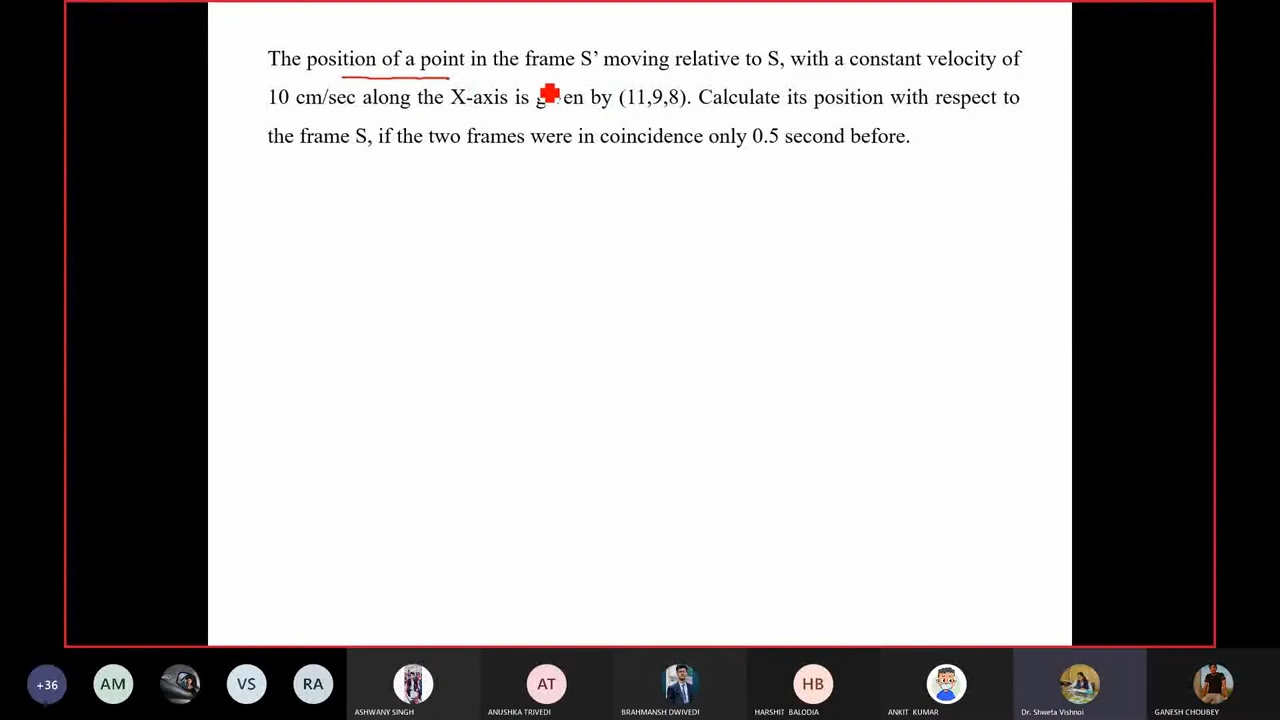 The position of a point in the frame S’ moving relative to S, with a constant velocity of
10 cm/sec along the X-axis is by (11,9,8). Calculate its position with respect to
the frame S, if the two frames were in coincidence only 0.5 second before.
+36
AM
VS
RA
AT
HB
ASHWANY SINGH
ANUSHKA TRIVEDI
BRAHMANSH DWIVEDI
HARSHIT BALODIA
ANKIT KUMAR
Dr. Shweta Vishnoi
GANESH CHOUBEY